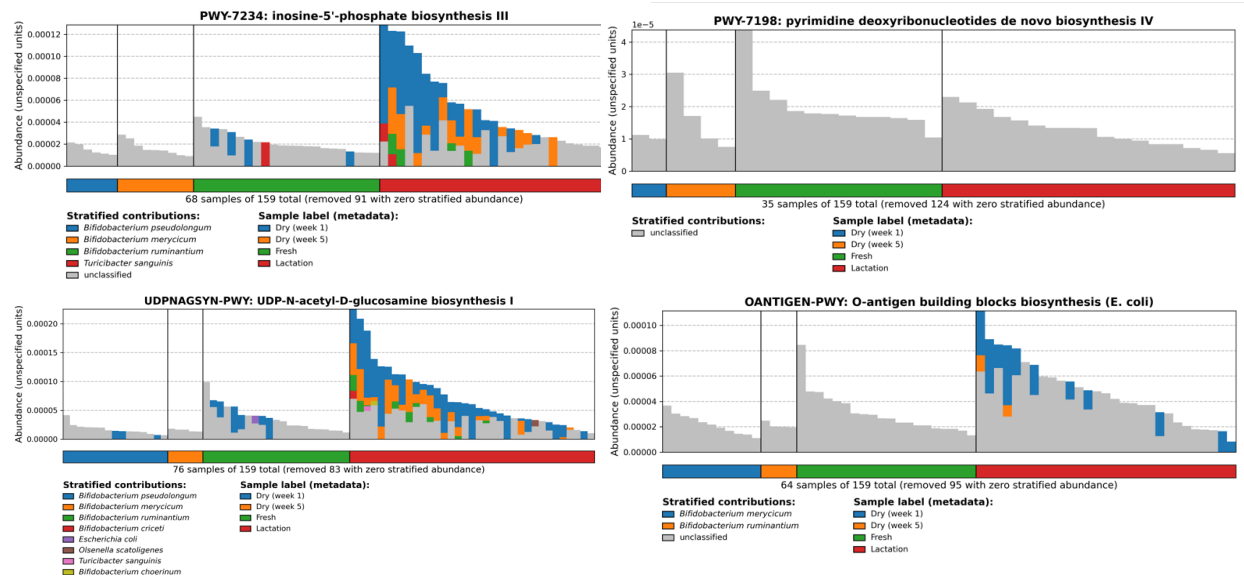 PWY-7234: inosine-5'-phosphate biosynthesis III
Abundance (unspecified units)
0.00012
0.00010
0.00008
0.00006
0.00004
0.00002
0.00000
68 samples of 159 total (removed 91 with zero stratified abundance)
Stratified contributions:
Bifidobacterium pseudolongum
Bifidobacterium merycicum
Bifidobacterium ruminantium
Turicibacter sanguinis
unclassified
Sample label (metadata):
Dry (week 1)
Dry (week 5)
Fresh
Lactation
PWY-7198: pyrimidine deoxyribonucleotides de novo biosynthesis IV
1e-5
Abundance (unspecified units)
4
3
2
1
0
35 samples of 159 total (removed 124 with zero stratified abundance)
Stratified contributions:
unclassified
Sample label (metadata):
Dry (week 1)
Dry (week 5)
Fresh
Lactation
UDPNAGSYN-PWY: UDP-N-acetyl-D-glucosamine biosynthesis I
Abundance (unspecified units)
0.00020
0.00015
0.00010
0.00005
0.00000
76 samples of 159 total (removed 83 with zero stratified abundance)
Stratified contributions:
Bifidobacterium pseudolongum
Bifidobacterium merycicum
Bifidobacterium ruminantium
Bifidobacterium criceti
Escherichia coli
Olsenella scatoligenes
Turicibacter sanguinis
Bifidobacterium choerinum
Sample label (metadata):
Dry (week 1)
Dry (week 5)
Fresh
Lactation
OANTIGEN-PWY: O-antigen building blocks biosynthesis (E. coli)
Abundance (unspecified units)
0.00010
0.00008
0.00006
0.00004
0.00002
0.00000
64 samples of 159 total (removed 95 with zero stratified abundance)
Stratified contributions:
Bifidobacterium merycicum
Bifidobacterium ruminantium
unclassified
Sample label (metadata):
Dry (week 1)
Dry (week 5)
Fresh
Lactation